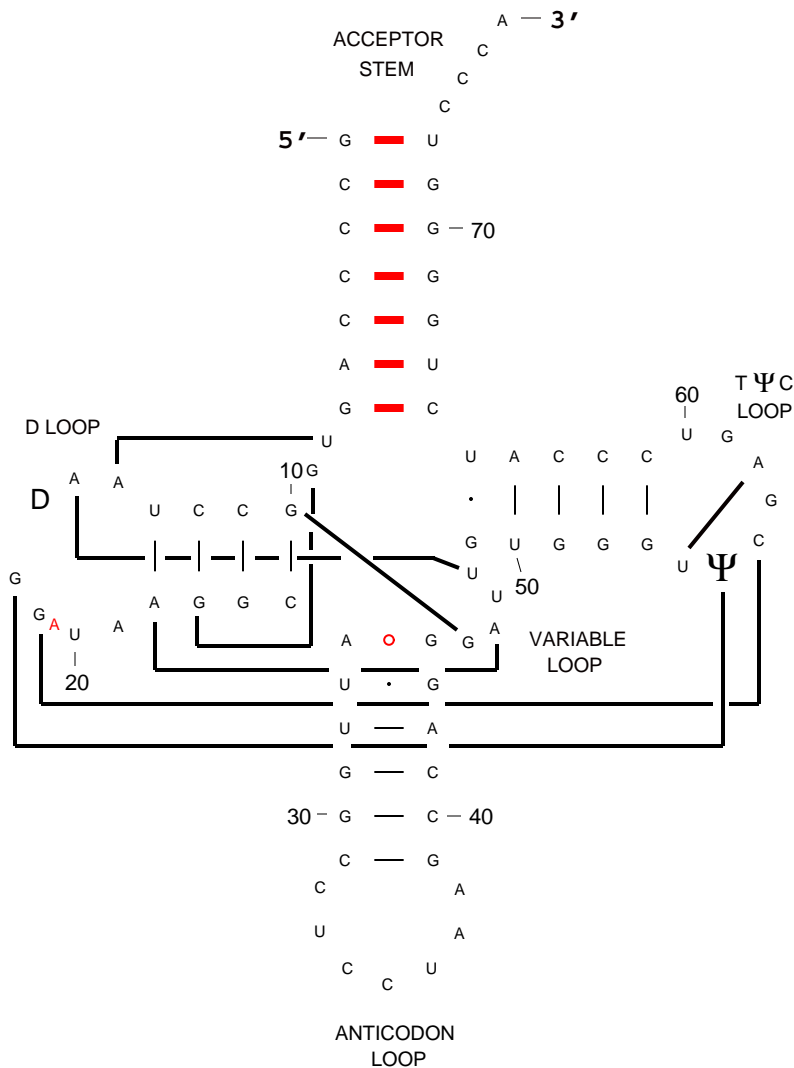 A 3'
ACCEPTOR
STEM
C
C
C
5' G U
C G
C G 70
C G
C G
A U
G C
60
T Ψ C
LOOP
D LOOP
U
U G
U A C C C
A
10 G
A A
D
U C C G
G
G U G G G
C
U Ψ
U
50
G
A G G C
U
G A U A
A
A G G
VARIABLE
LOOP
20
U G
U A
G C
30 G C 40
C G
C A
U A
C U
C
ANTICODON
LOOP